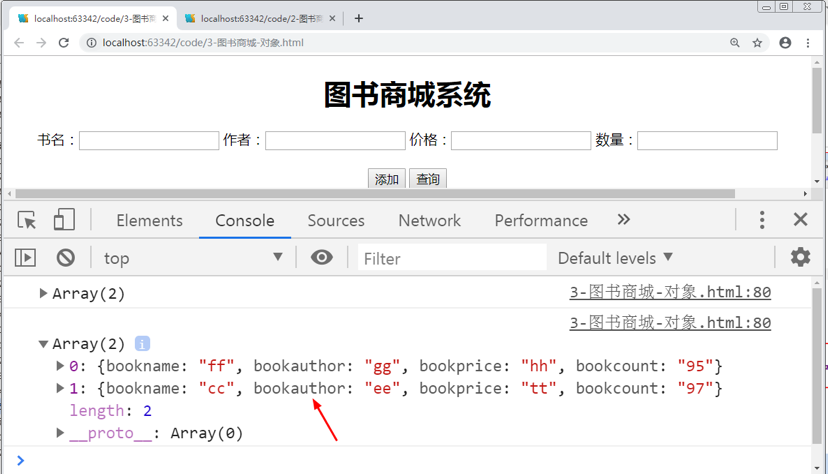 localhost:63342/code/3-图书商 localhost:63342/code/2-图书商
localhost:63342/code/3-图书商城-对象.html
图书商城系统
书名： 作者： 价格： 数量：
添加 查询
Elements Console Sources Network Performance »
top Filter Default levels ▼
Array(2) 3-图书商城-对象.html:80
3-图书商城-对象.html:80
Array(2) i
0: {bookname: "ff", bookauthor: "gg", bookprice: "hh", bookcount: "95"}
1: {bookname: "cc", bookauthor: "ee", bookprice: "tt", bookcount: "97"}
length: 2
__proto__: Array(0)